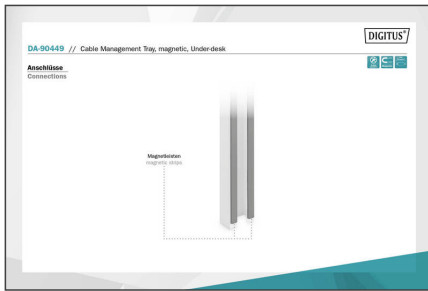 DIGITUS®
DA-90449 // Cable Management Tray, magnetic, Under-desk
Anschlüsse
Connections
Magnetleisten
magnetic strips